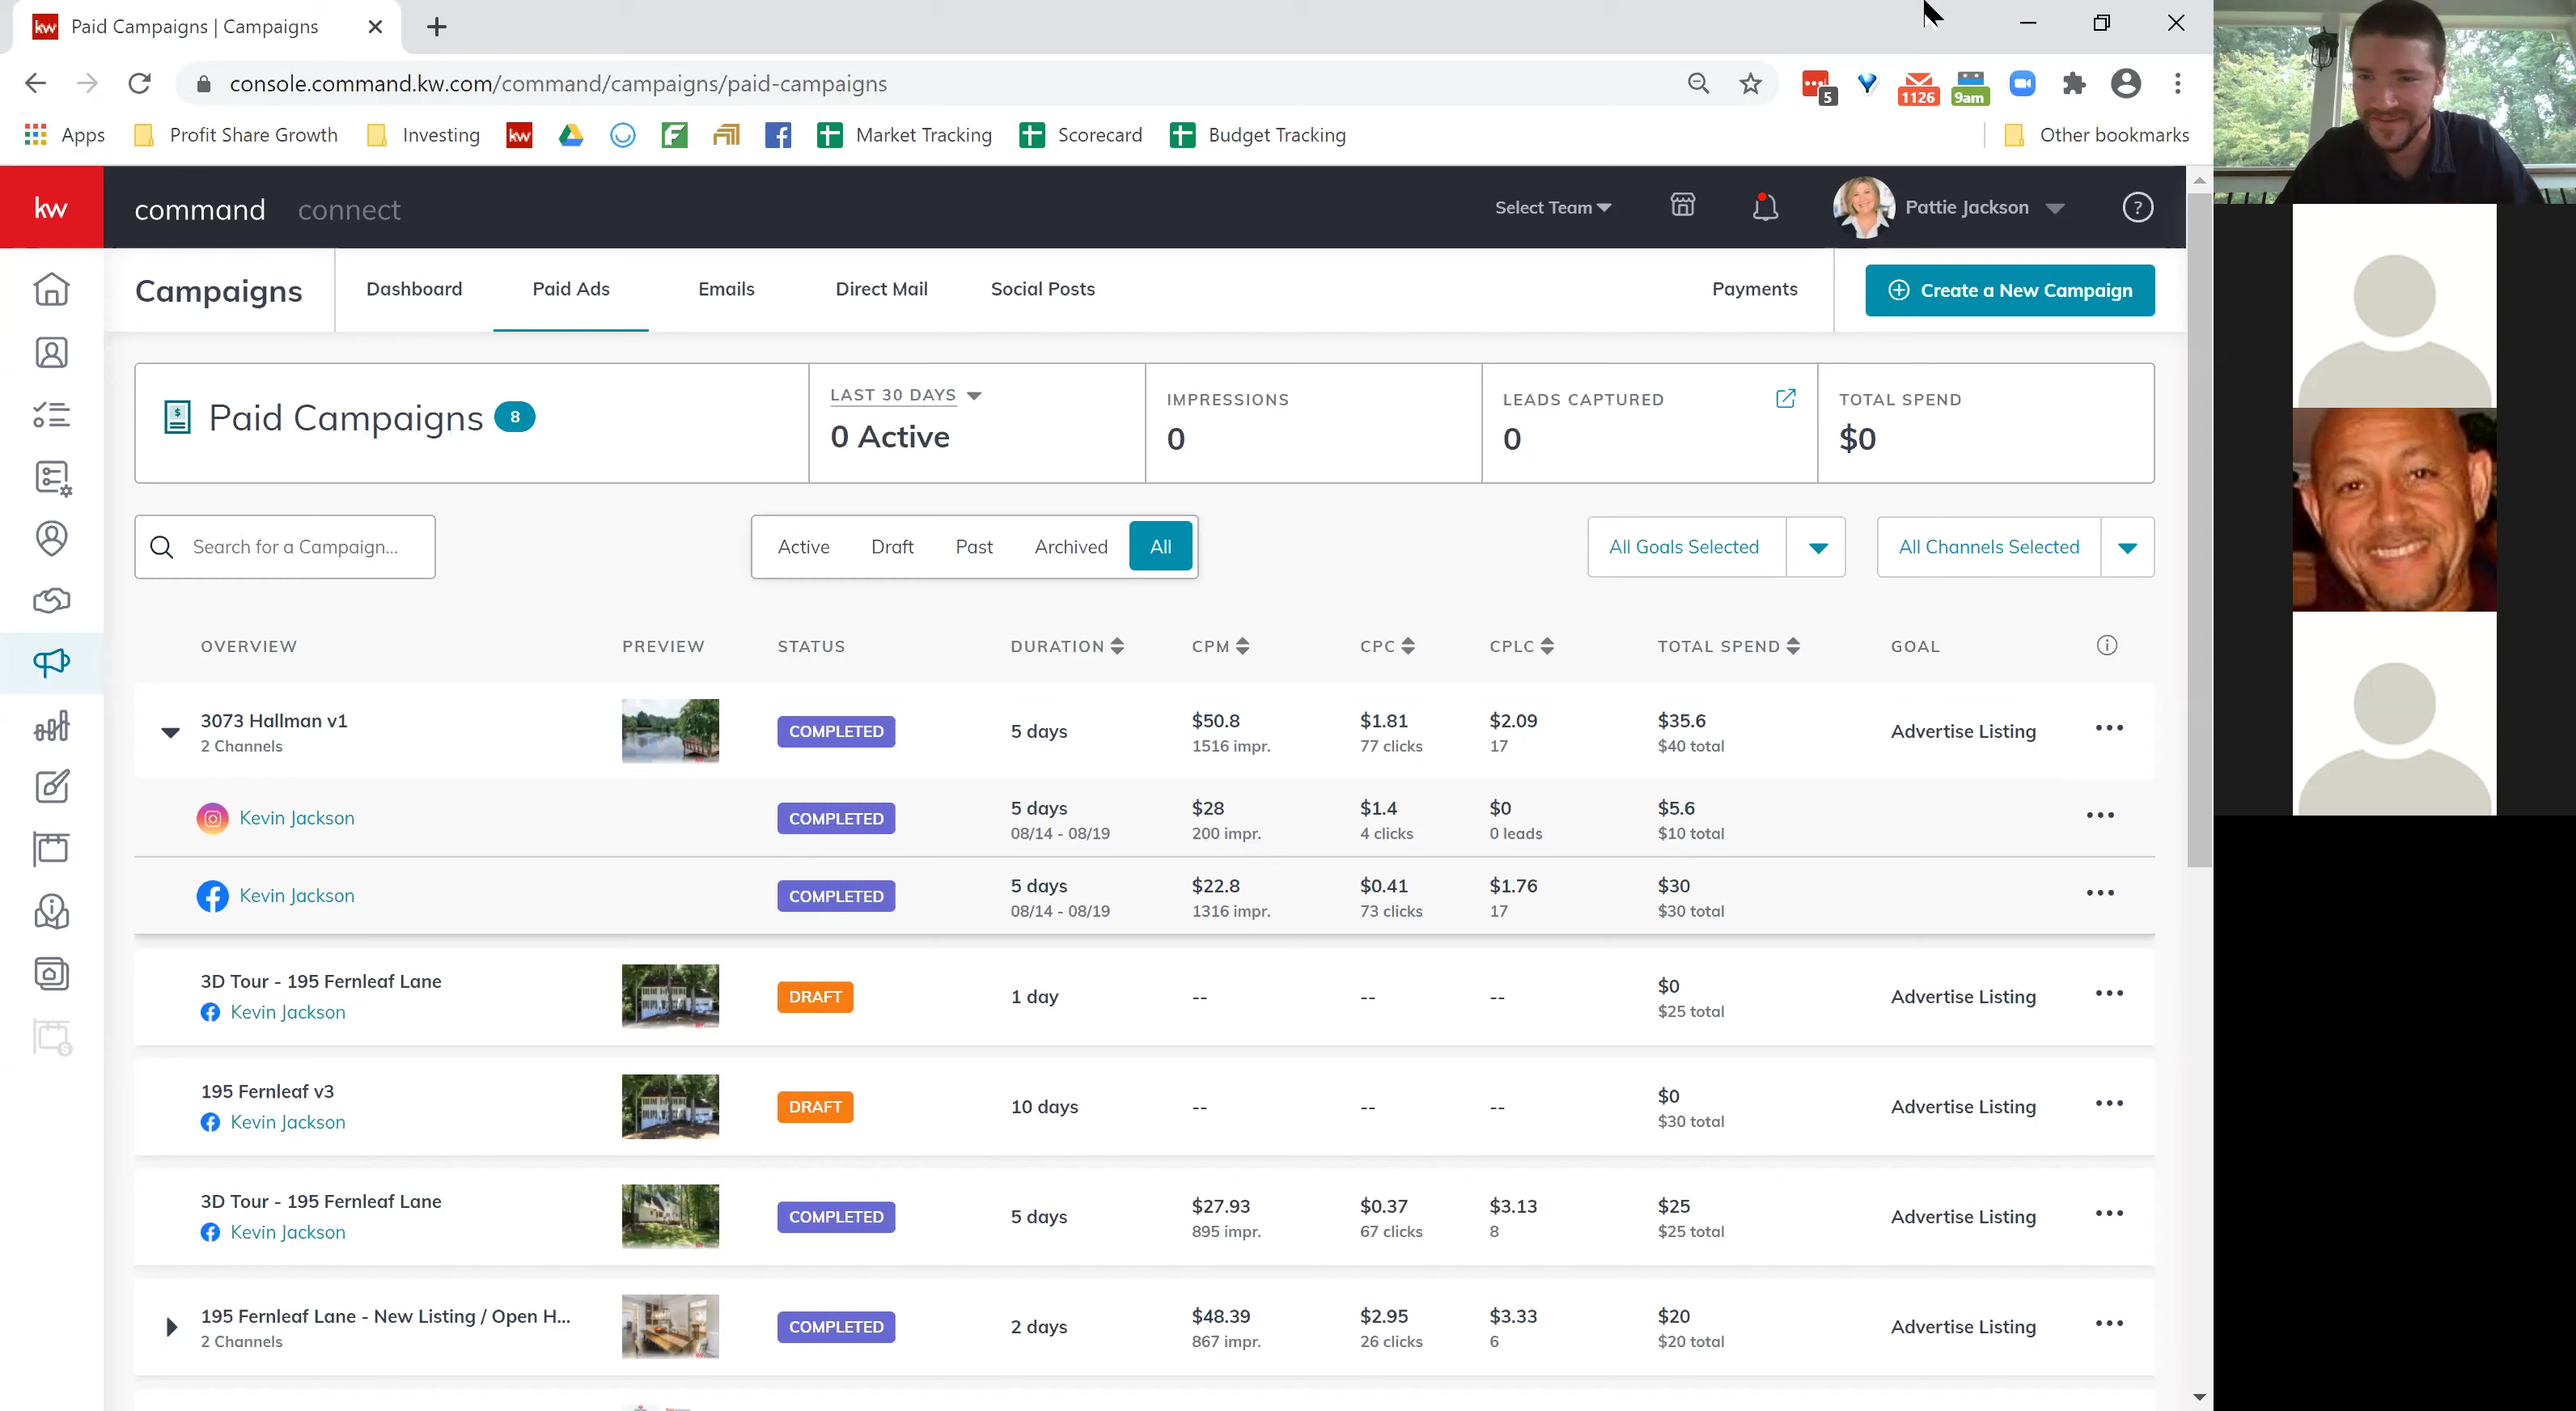 kw Paid Campaigns | Campaigns
console.command.kw.com/command/campaigns/paid-campaigns
5 1126 9am
Apps Profit Share Growth Investing kw Market Tracking Scorecard Budget Tracking Other bookmarks
kw command connect Select Team Pattie Jackson ?
Campaigns Dashboard Paid Ads Emails Direct Mail Social Posts Payments Create a New Campaign
Paid Campaigns 8
LAST 30 DAYS
0 Active
IMPRESSIONS
0
LEADS CAPTURED
0
TOTAL SPEND
$0
Search for a Campaign...
Active Draft Past Archived All
All Goals Selected
All Channels Selected
OVERVIEW PREVIEW STATUS DURATION CPM CPC CPLC TOTAL SPEND GOAL
3073 Hallman v1 COMPLETED 5 days $50.8 $1.81 $2.09 $35.6 Advertise Listing
2 Channels 1516 impr. 77 clicks 17 $40 total
Kevin Jackson COMPLETED 5 days $28 $1.4 $0 $5.6
08/14 - 08/19 200 impr. 4 clicks 0 leads $10 total
Kevin Jackson COMPLETED 5 days $22.8 $0.41 $1.76 $30
08/14 - 08/19 1316 impr. 73 clicks 17 $30 total
3D Tour - 195 Fernleaf Lane DRAFT 1 day -- -- -- $0 Advertise Listing
Kevin Jackson $25 total
195 Fernleaf v3 DRAFT 10 days -- -- -- $0 Advertise Listing
Kevin Jackson $30 total
3D Tour - 195 Fernleaf Lane COMPLETED 5 days $27.93 $0.37 $3.13 $25 Advertise Listing
Kevin Jackson 895 impr. 67 clicks 8 $25 total
195 Fernleaf Lane - New Listing / Open H... COMPLETED 2 days $48.39 $2.95 $3.33 $20 Advertise Listing
2 Channels 867 impr. 26 clicks 6 $20 total